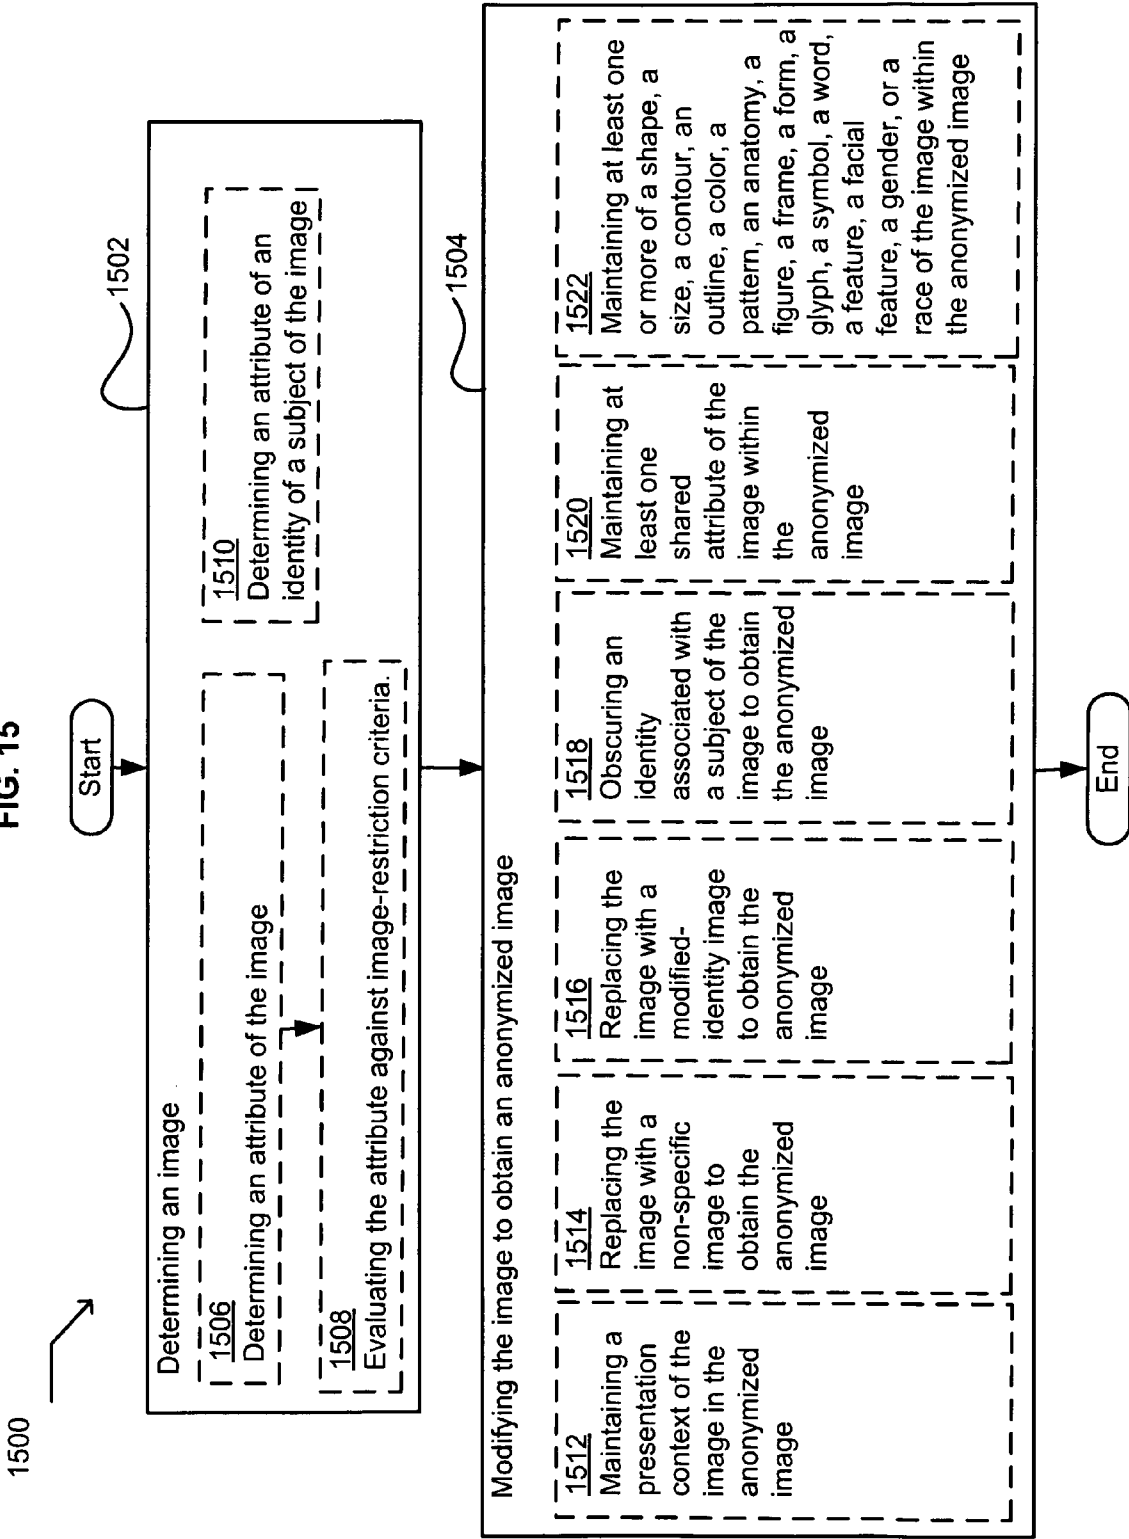 FIG. 15
1500
Start
1502
Determining an image
1506
Determining an attribute of the image
1508
Evaluating the attribute against image-restriction criteria.
1510
Determining an attribute of an
identity of a subject of the image
1504
Modifying the image to obtain an anonymized image
1512
Maintaining a
presentation
context of the
image in the
anonymized
image
1514
Replacing the
image with a
non-specific
image to
obtain the
anonymized
image
1516
Replacing the
image with a
modified-
identity image
to obtain the
anonymized
image
1518
Obscuring an
identity
associated with
a subject of the
image to obtain
the anonymized
image
1520
Maintaining at
least one
shared
attribute of the
image within
the
anonymized
image
1522
Maintaining at least one
or more of a shape, a
size, a contour, an
outline, a color, a
pattern, an anatomy, a
figure, a frame, a form, a
glyph, a symbol, a word,
a feature, a facial
feature, a gender, or a
race of the image within
the anonymized image
End